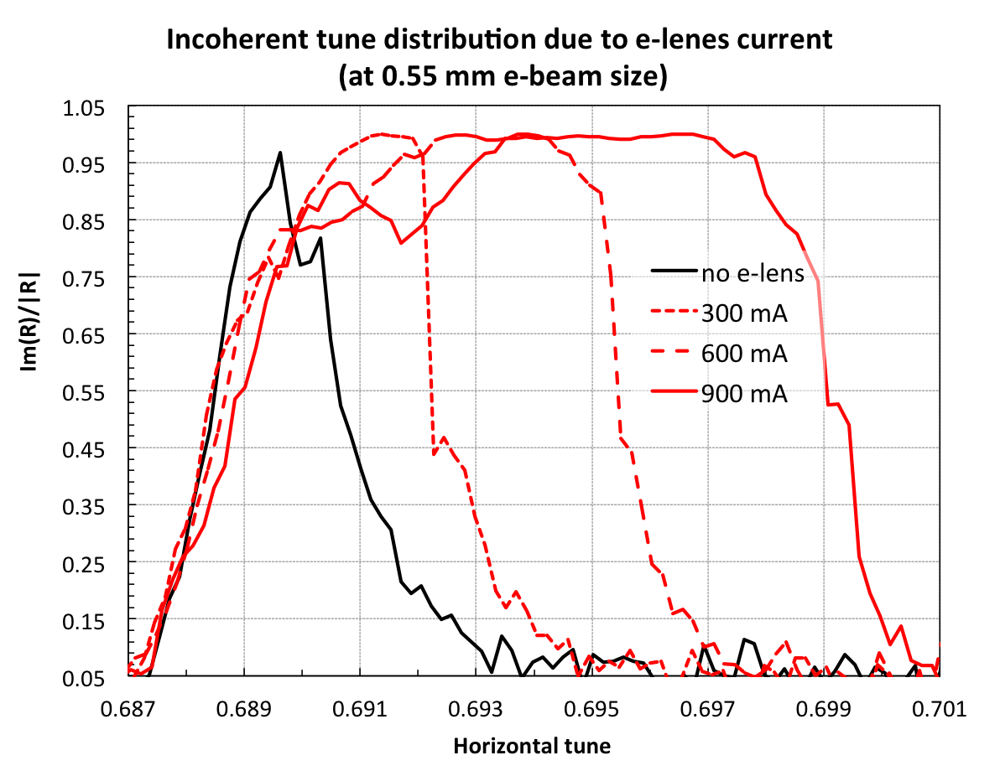 Incoherent tune distribution due to e-lenes current
(at 0.55 mm e-beam size)
1.05
0.95
0.85
0.75
0.65
0.55
0.45
0.35
0.25
0.15
0.05
Im(R)/|R|
no e-lens
300 mA
600 mA
900 mA
0.687 0.689 0.691 0.693 0.695 0.697 0.699 0.701
Horizontal tune